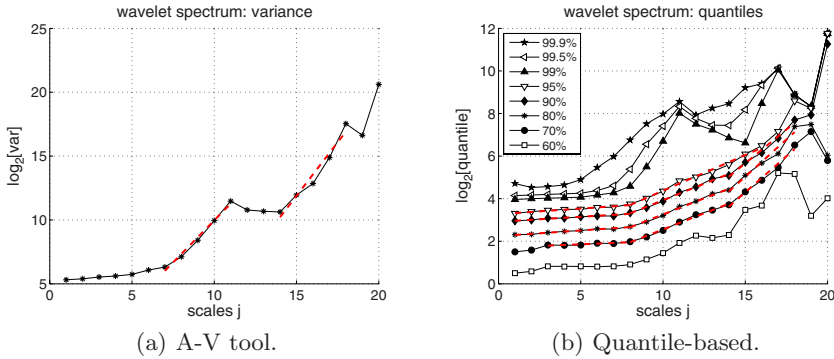 wavelet spectrum: variance
25
20
15
10
5
0 5 10 15 20
log2[var]
scales j
(a) A-V tool.
wavelet spectrum: quantiles
12
10
8
6
4
2
0
0 5 10 15 20
log2[quantile]
scales j
99.9%
99.5%
99%
95%
90%
80%
70%
60%
(b) Quantile-based.